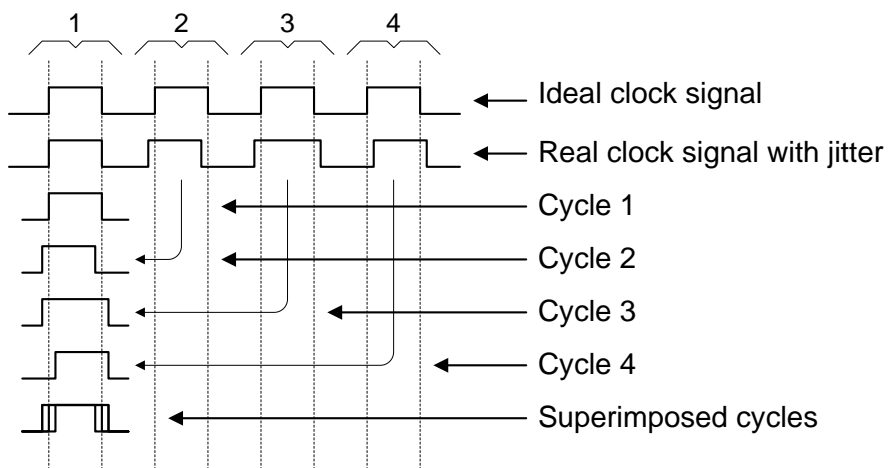 1 2 3 4
Ideal clock signal
Real clock signal with jitter
Cycle 1
Cycle 2
Cycle 3
Cycle 4
Superimposed cycles